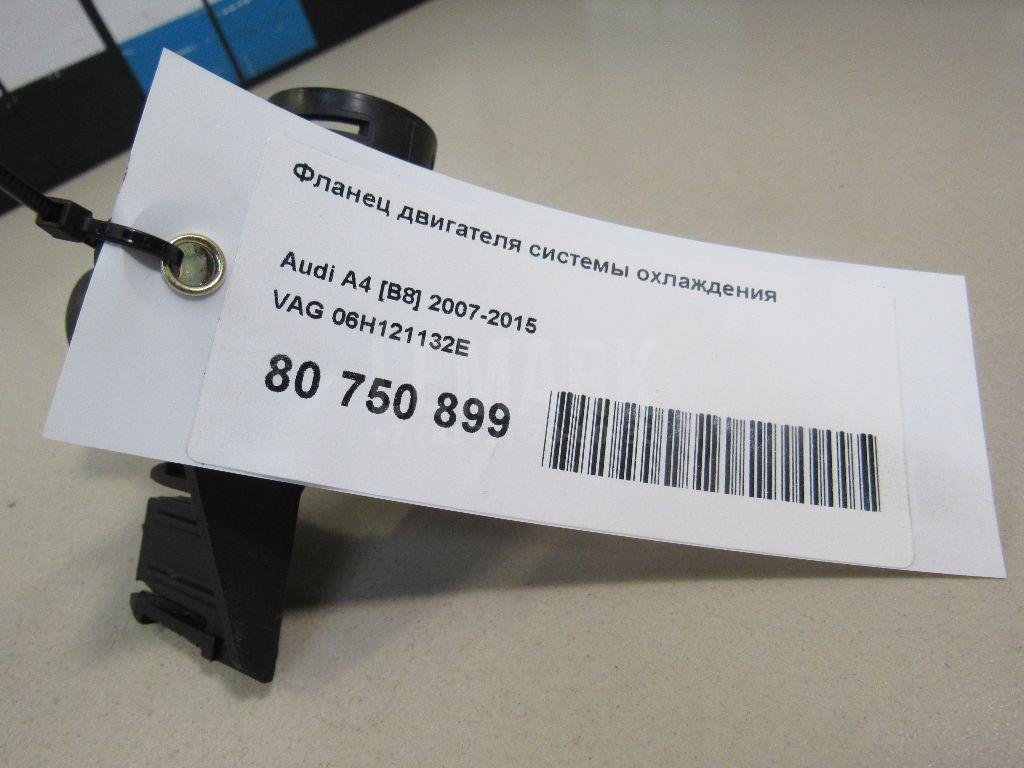 Фланец двигателя системы охлаждения
Audi A4 [B8] 2007-2015
VAG 06H121132E
80 750 899